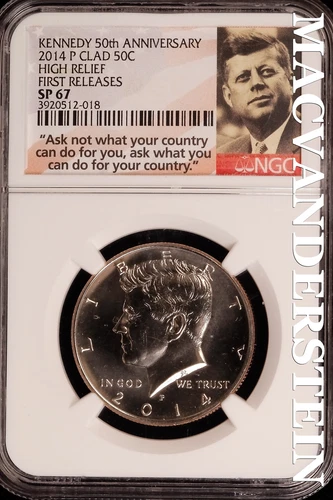 KENNEDY 50th ANNIVERSARY
2014 P CLAD 50C
HIGH RELIEF
FIRST RELEASES
SP 67
3920512-018
"Ask not what your country
can do for you, ask what you
can do for your country."
NGC
LIBERTY
IN GOD WE TRUST
P
2014
MACVANDERSTEIN